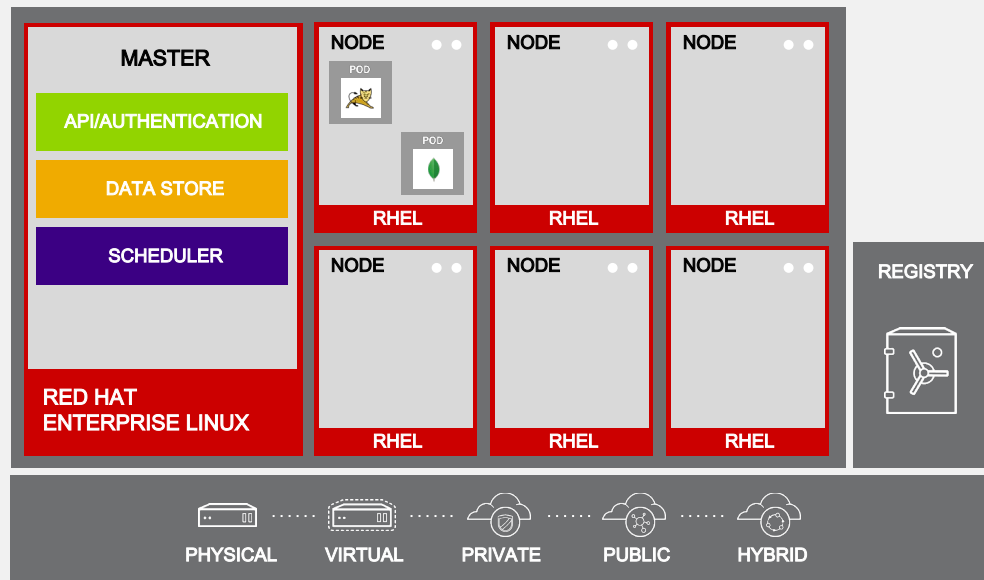 MASTER
API/AUTHENTICATION
DATA STORE
SCHEDULER
RED HAT
ENTERPRISE LINUX
NODE
POD
POD
RHEL
NODE
RHEL
NODE
RHEL
NODE
RHEL
NODE
RHEL
NODE
RHEL
REGISTRY
PHYSICAL
VIRTUAL
PRIVATE
PUBLIC
HYBRID